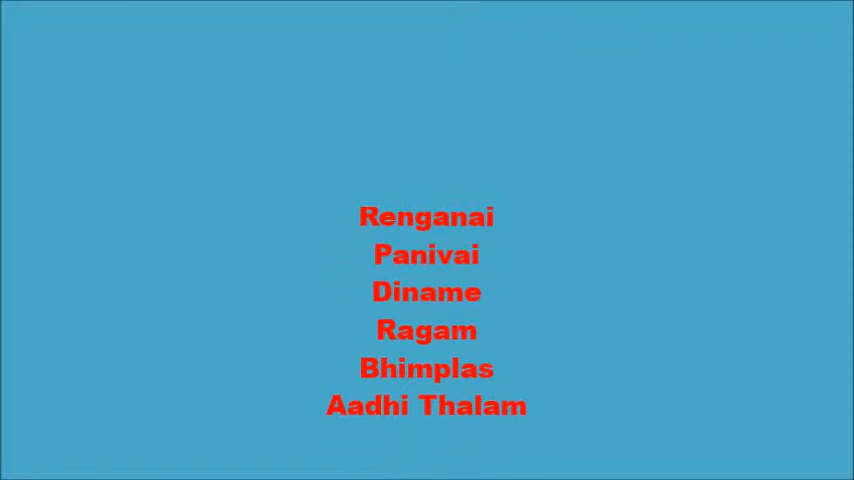 Renganai
Panivai
Diname
Ragam
Bhimplas
Aadhi Thalam